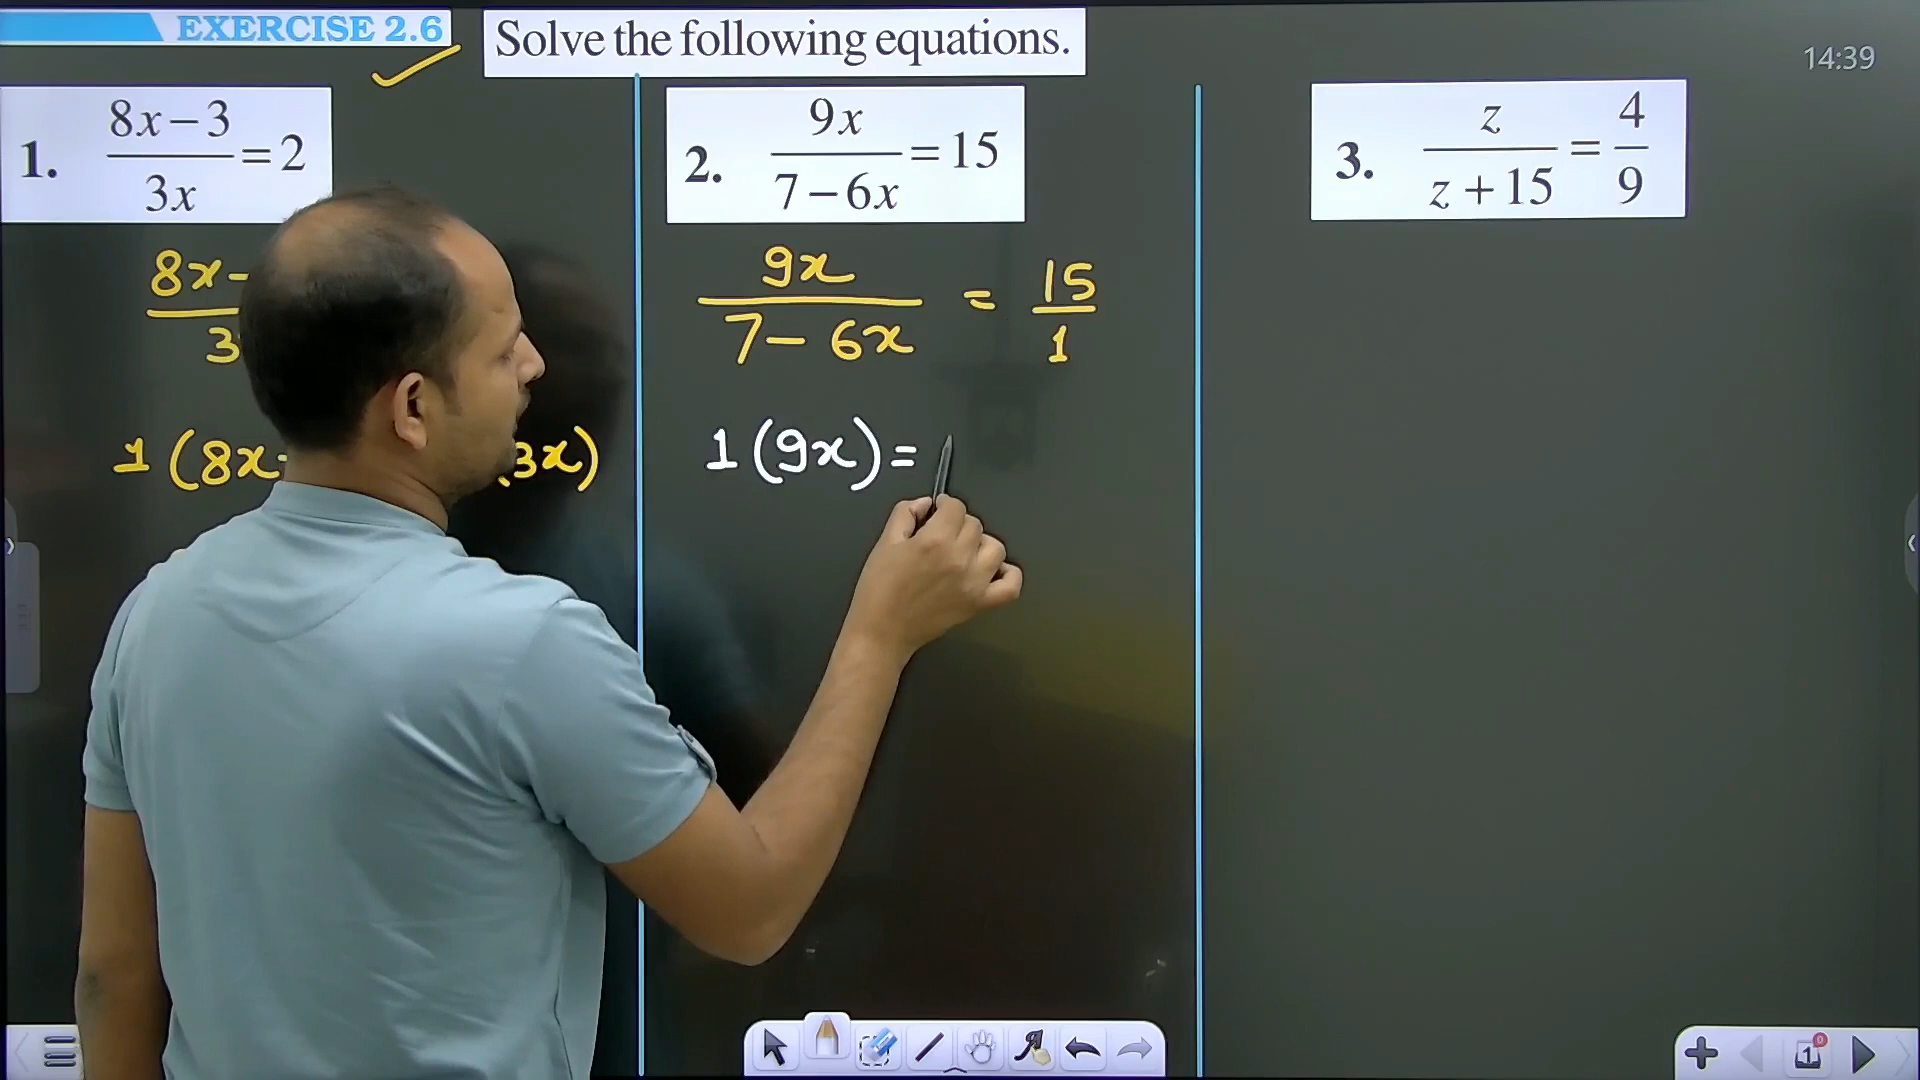 EXERCISE 2.6
Solve the following equations.
14:39
1. 8x – 3 / 3x = 2
2. 9x / 7 – 6x = 15
3. z / z + 15 = 4 / 9
8x –
3
1 (8x
3x)
9x / 7 – 6x = 15 / 1
1 (9x) =
1